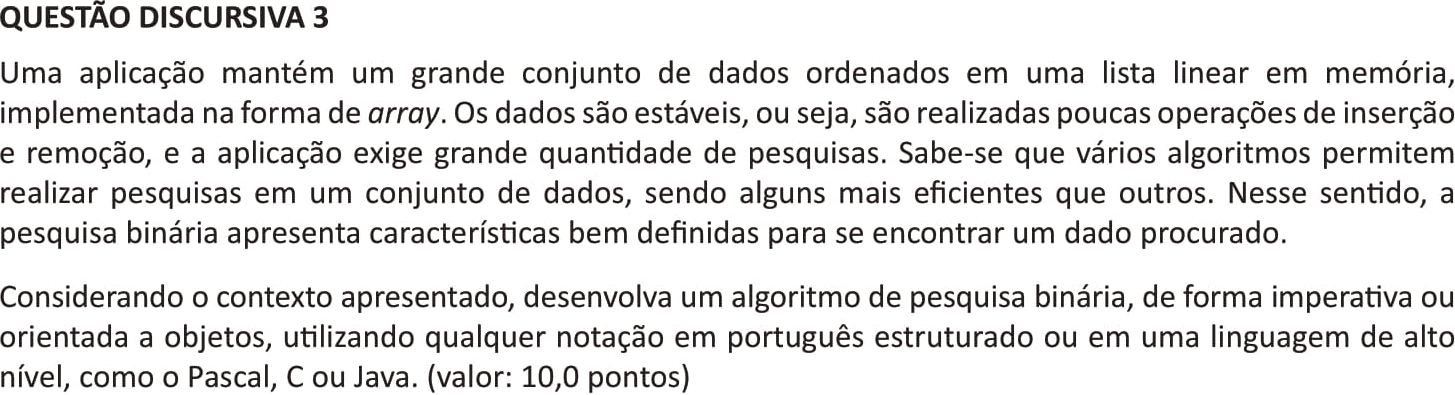 QUESTÃO DISCURSIVA 3
Uma aplicação mantém um grande conjunto de dados ordenados em uma lista linear em memória,
implementada na forma de array. Os dados são estáveis, ou seja, são realizadas poucas operações de inserção
e remoção, e a aplicação exige grande quantidade de pesquisas. Sabe-se que vários algoritmos permitem
realizar pesquisas em um conjunto de dados, sendo alguns mais eficientes que outros. Nesse sentido, a
pesquisa binária apresenta características bem definidas para se encontrar um dado procurado.
Considerando o contexto apresentado, desenvolva um algoritmo de pesquisa binária, de forma imperativa ou
orientada a objetos, utilizando qualquer notação em português estruturado ou em uma linguagem de alto
nível, como o Pascal, C ou Java. (valor: 10,0 pontos)